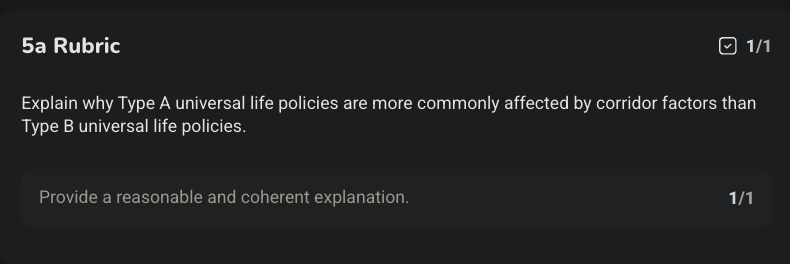 5a Rubric
1/1
Explain why Type A universal life policies are more commonly affected by corridor factors than
Type B universal life policies.
Provide a reasonable and coherent explanation.
1/1